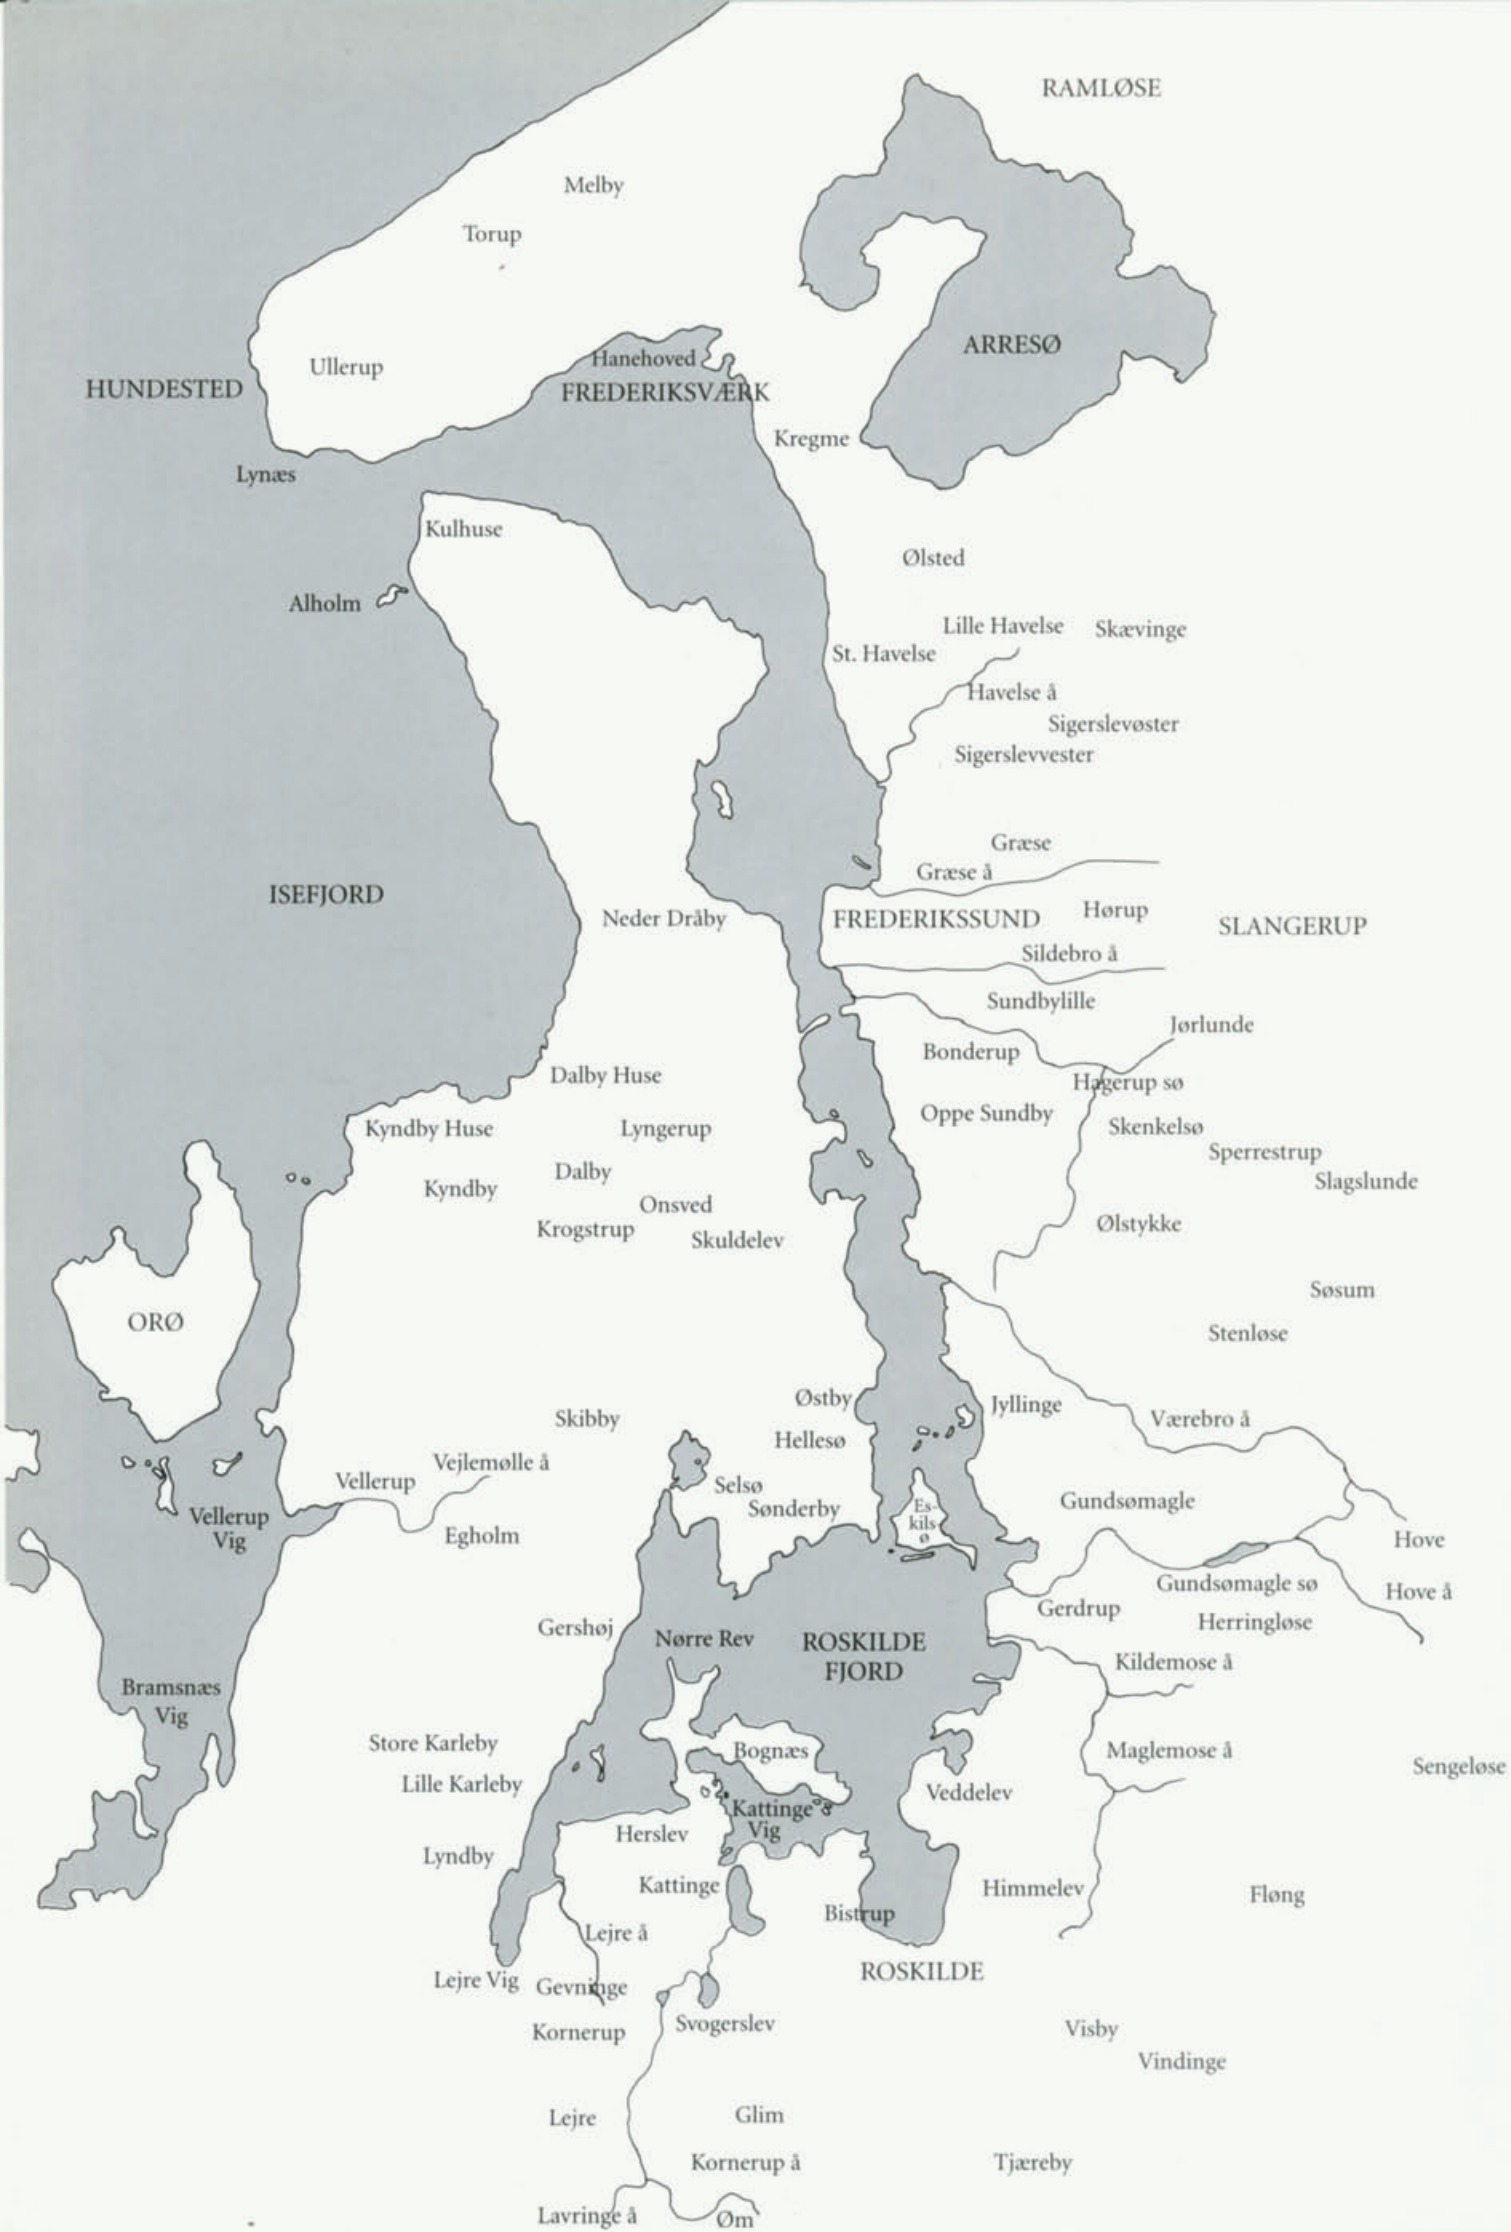 RAMLØSE
Melby
Torup
ARRESØ
Hanehoved
Ullerup
HUNDESTED
FREDERIKSVÆRK
Kregme
Lynæs
Kulhuse
Ølsted
Alholm
Lille Havelse
Skævinge
St. Havelse
Havelse å
Sigerslevøster
Sigerslevvester
Græse
Græse å
ISEFJORD
Neder Dråby
FREDERIKSSUND
Hørup
SLANGERUP
Sildebro å
Sundbylille
Jørlunde
Bonderup
Dalby Huse
Hagerup sø
Oppe Sundby
Kyndby Huse
Lyngerup
Skenkelsø
Sperrestrup
Dalby
Slagslunde
Kyndby
Onsved
Krogstrup
Skuldelev
Ølstykke
Søsum
ORØ
Stenløse
Østby
Jyllinge
Skibby
Værebro å
Hellesø
Vejlemølle å
Vellerup
Selsø
Sønderby
Gundsømagle
Es-
kils-
ø
Vellerup
Vig
Egholm
Hove
Gundsømagle sø
Hove å
Gerdrup
Herringløse
Gershøj
Nørre Rev
ROSKILDE
FJORD
Kildemose å
Bramsnæs
Vig
Store Karleby
Bognæs
Maglemose å
Sengeløse
Lille Karleby
Veddelev
Kattinge
Vig
Herslev
Lyndby
Kattinge
Himmelev
Fløng
Bistrup
Lejre å
ROSKILDE
Lejre Vig
Gevninge
Svogerslev
Kornerup
Visby
Vindinge
Lejre
Glim
Kornerup å
Tjæreby
Lavringe å
Øm